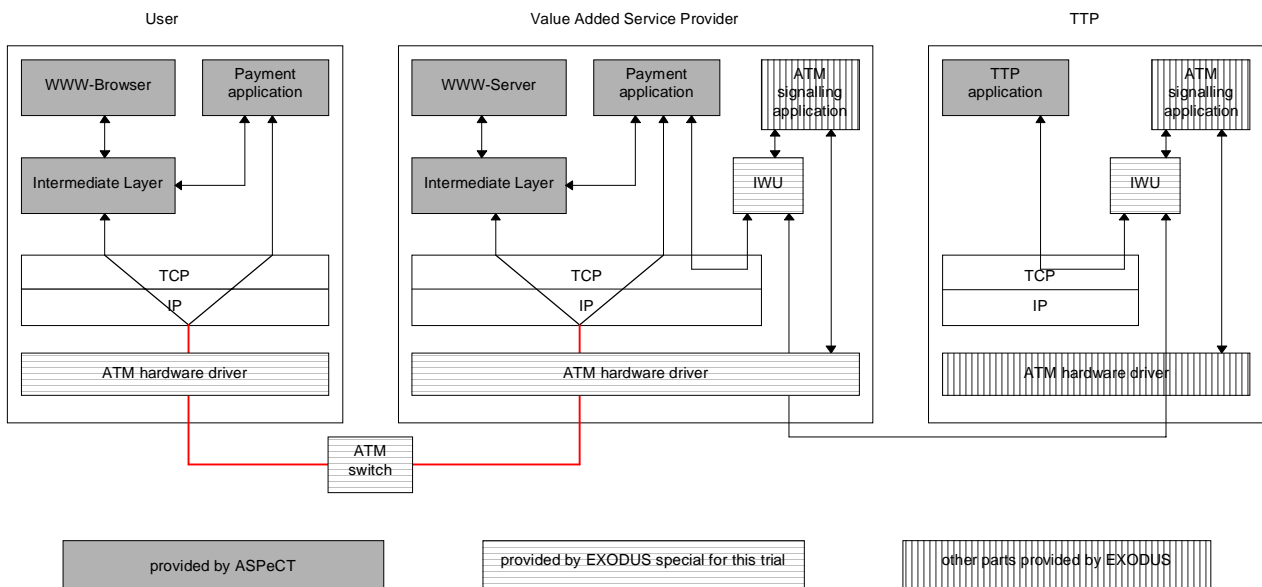 User
Value Added Service Provider
TTP
WWW-Browser
Payment
application
WWW-Server
Payment
application
ATM
signalling
application
TTP
application
ATM
signalling
application
Intermediate Layer
Intermediate Layer
IWU
IWU
TCP
IP
TCP
IP
TCP
IP
ATM hardware driver
ATM hardware driver
ATM hardware driver
ATM
switch
provided by ASPeCT
provided by EXODUS special for this trial
other parts provided by EXODUS